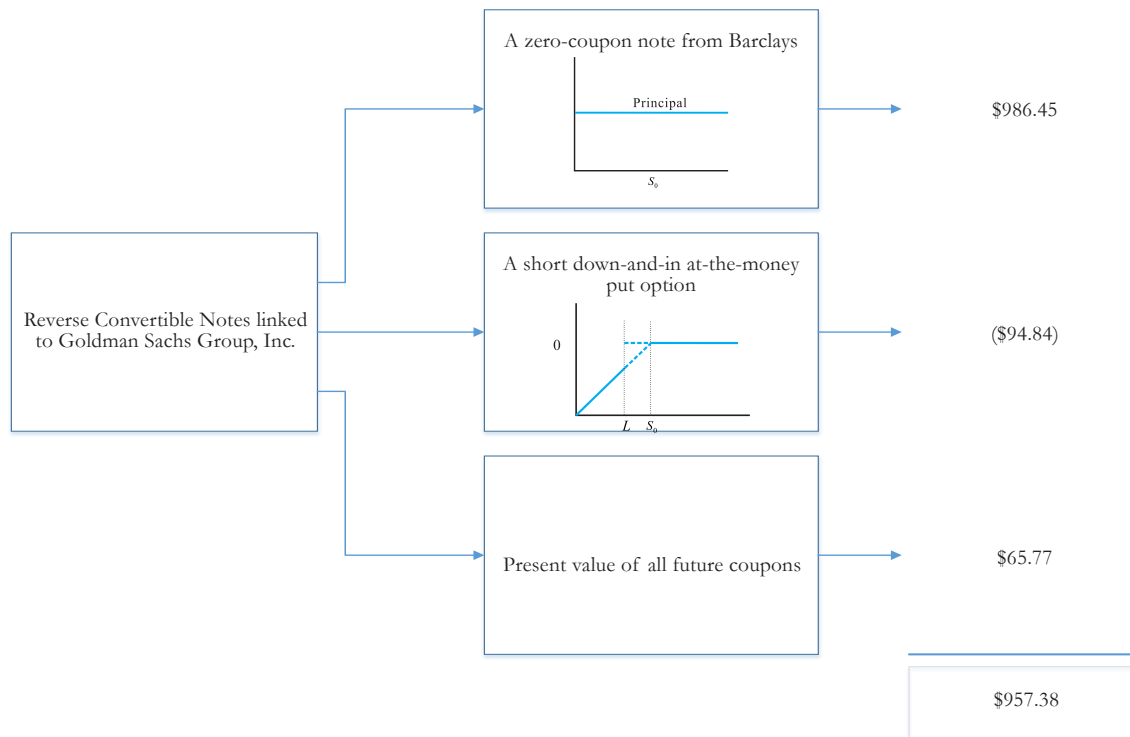 A zero-coupon note from Barclays
Principal
S₀
$986.45
Reverse Convertible Notes linked
to Goldman Sachs Group, Inc.
A short down-and-in at-the-money
put option
0
L S₀
($94.84)
Present value of all future coupons
$65.77
$957.38